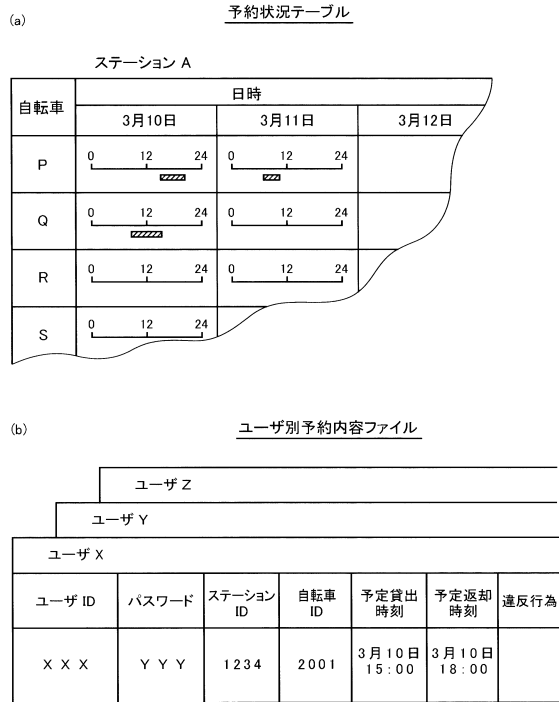 (a)
予約状況テーブル
ステーション A
自転車
日時
3月10日 3月11日 3月12日
P
0 12 24 0 12 24
Q
0 12 24 0 12 24
R
0 12 24 0 12 24
S
0 12 24
(b)
ユーザ別予約内容ファイル
ユーザ Z
ユーザ Y
ユーザ X
ユーザ ID パスワード ステーション ID 自転車 ID 予定貸出時刻 予定返却時刻 違反行為
X X X Y Y Y 1234 2001 3月10日 15:00 3月10日 18:00